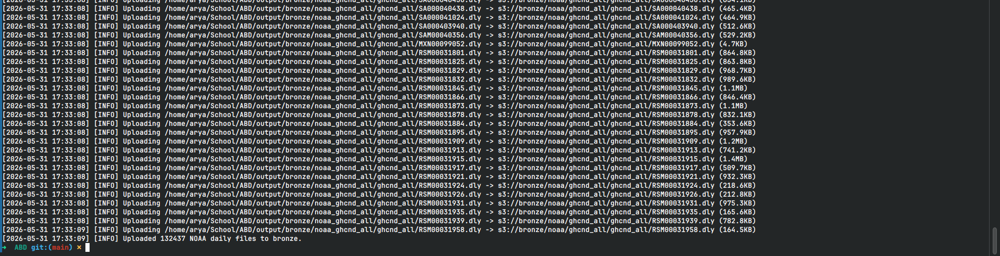 [2026-05-31 17:33:08] [INFO] Uploading /home/arya/School/ABD/output/bronze/noaa_ghcnd_all/ghcnd_all/SA000040438.dly -> s3://bronze/noaa/ghcnd_all/ghcnd_all/SA000040438.dly (465.4KB)
[2026-05-31 17:33:08] [INFO] Uploading /home/arya/School/ABD/output/bronze/noaa_ghcnd_all/ghcnd_all/SA000041024.dly -> s3://bronze/noaa/ghcnd_all/ghcnd_all/SA000041024.dly (464.9KB)
[2026-05-31 17:33:08] [INFO] Uploading /home/arya/School/ABD/output/bronze/noaa_ghcnd_all/ghcnd_all/SA000403940.dly -> s3://bronze/noaa/ghcnd_all/ghcnd_all/SA000403940.dly (512.6KB)
[2026-05-31 17:33:08] [INFO] Uploading /home/arya/School/ABD/output/bronze/noaa_ghcnd_all/ghcnd_all/SAM00040356.dly -> s3://bronze/noaa/ghcnd_all/ghcnd_all/SAM00040356.dly (529.2KB)
[2026-05-31 17:33:08] [INFO] Uploading /home/arya/School/ABD/output/bronze/noaa_ghcnd_all/ghcnd_all/MXN00099052.dly -> s3://bronze/noaa/ghcnd_all/ghcnd_all/MXN00099052.dly (4.7KB)
[2026-05-31 17:33:08] [INFO] Uploading /home/arya/School/ABD/output/bronze/noaa_ghcnd_all/ghcnd_all/RSM00031801.dly -> s3://bronze/noaa/ghcnd_all/ghcnd_all/RSM00031801.dly (864.8KB)
[2026-05-31 17:33:08] [INFO] Uploading /home/arya/School/ABD/output/bronze/noaa_ghcnd_all/ghcnd_all/RSM00031825.dly -> s3://bronze/noaa/ghcnd_all/ghcnd_all/RSM00031825.dly (863.8KB)
[2026-05-31 17:33:08] [INFO] Uploading /home/arya/School/ABD/output/bronze/noaa_ghcnd_all/ghcnd_all/RSM00031829.dly -> s3://bronze/noaa/ghcnd_all/ghcnd_all/RSM00031829.dly (968.7KB)
[2026-05-31 17:33:08] [INFO] Uploading /home/arya/School/ABD/output/bronze/noaa_ghcnd_all/ghcnd_all/RSM00031832.dly -> s3://bronze/noaa/ghcnd_all/ghcnd_all/RSM00031832.dly (989.6KB)
[2026-05-31 17:33:08] [INFO] Uploading /home/arya/School/ABD/output/bronze/noaa_ghcnd_all/ghcnd_all/RSM00031845.dly -> s3://bronze/noaa/ghcnd_all/ghcnd_all/RSM00031845.dly (1.1MB)
[2026-05-31 17:33:08] [INFO] Uploading /home/arya/School/ABD/output/bronze/noaa_ghcnd_all/ghcnd_all/RSM00031866.dly -> s3://bronze/noaa/ghcnd_all/ghcnd_all/RSM00031866.dly (846.4KB)
[2026-05-31 17:33:08] [INFO] Uploading /home/arya/School/ABD/output/bronze/noaa_ghcnd_all/ghcnd_all/RSM00031873.dly -> s3://bronze/noaa/ghcnd_all/ghcnd_all/RSM00031873.dly (1.1MB)
[2026-05-31 17:33:08] [INFO] Uploading /home/arya/School/ABD/output/bronze/noaa_ghcnd_all/ghcnd_all/RSM00031878.dly -> s3://bronze/noaa/ghcnd_all/ghcnd_all/RSM00031878.dly (832.1KB)
[2026-05-31 17:33:08] [INFO] Uploading /home/arya/School/ABD/output/bronze/noaa_ghcnd_all/ghcnd_all/RSM00031884.dly -> s3://bronze/noaa/ghcnd_all/ghcnd_all/RSM00031884.dly (353.6KB)
[2026-05-31 17:33:08] [INFO] Uploading /home/arya/School/ABD/output/bronze/noaa_ghcnd_all/ghcnd_all/RSM00031895.dly -> s3://bronze/noaa/ghcnd_all/ghcnd_all/RSM00031895.dly (957.9KB)
[2026-05-31 17:33:08] [INFO] Uploading /home/arya/School/ABD/output/bronze/noaa_ghcnd_all/ghcnd_all/RSM00031909.dly -> s3://bronze/noaa/ghcnd_all/ghcnd_all/RSM00031909.dly (1.2MB)
[2026-05-31 17:33:08] [INFO] Uploading /home/arya/School/ABD/output/bronze/noaa_ghcnd_all/ghcnd_all/RSM00031913.dly -> s3://bronze/noaa/ghcnd_all/ghcnd_all/RSM00031913.dly (741.2KB)
[2026-05-31 17:33:08] [INFO] Uploading /home/arya/School/ABD/output/bronze/noaa_ghcnd_all/ghcnd_all/RSM00031915.dly -> s3://bronze/noaa/ghcnd_all/ghcnd_all/RSM00031915.dly (1.4MB)
[2026-05-31 17:33:08] [INFO] Uploading /home/arya/School/ABD/output/bronze/noaa_ghcnd_all/ghcnd_all/RSM00031917.dly -> s3://bronze/noaa/ghcnd_all/ghcnd_all/RSM00031917.dly (509.7KB)
[2026-05-31 17:33:08] [INFO] Uploading /home/arya/School/ABD/output/bronze/noaa_ghcnd_all/ghcnd_all/RSM00031921.dly -> s3://bronze/noaa/ghcnd_all/ghcnd_all/RSM00031921.dly (932.3KB)
[2026-05-31 17:33:08] [INFO] Uploading /home/arya/School/ABD/output/bronze/noaa_ghcnd_all/ghcnd_all/RSM00031924.dly -> s3://bronze/noaa/ghcnd_all/ghcnd_all/RSM00031924.dly (218.6KB)
[2026-05-31 17:33:08] [INFO] Uploading /home/arya/School/ABD/output/bronze/noaa_ghcnd_all/ghcnd_all/RSM00031926.dly -> s3://bronze/noaa/ghcnd_all/ghcnd_all/RSM00031926.dly (212.8KB)
[2026-05-31 17:33:08] [INFO] Uploading /home/arya/School/ABD/output/bronze/noaa_ghcnd_all/ghcnd_all/RSM00031931.dly -> s3://bronze/noaa/ghcnd_all/ghcnd_all/RSM00031931.dly (975.3KB)
[2026-05-31 17:33:08] [INFO] Uploading /home/arya/School/ABD/output/bronze/noaa_ghcnd_all/ghcnd_all/RSM00031935.dly -> s3://bronze/noaa/ghcnd_all/ghcnd_all/RSM00031935.dly (165.6KB)
[2026-05-31 17:33:08] [INFO] Uploading /home/arya/School/ABD/output/bronze/noaa_ghcnd_all/ghcnd_all/RSM00031939.dly -> s3://bronze/noaa/ghcnd_all/ghcnd_all/RSM00031939.dly (782.8KB)
[2026-05-31 17:33:09] [INFO] Uploading /home/arya/School/ABD/output/bronze/noaa_ghcnd_all/ghcnd_all/RSM00031958.dly -> s3://bronze/noaa/ghcnd_all/ghcnd_all/RSM00031958.dly (164.5KB)
[2026-05-31 17:33:09] [INFO] Uploaded 132437 NOAA daily files to bronze.
➜ ABD git:(main) ✗